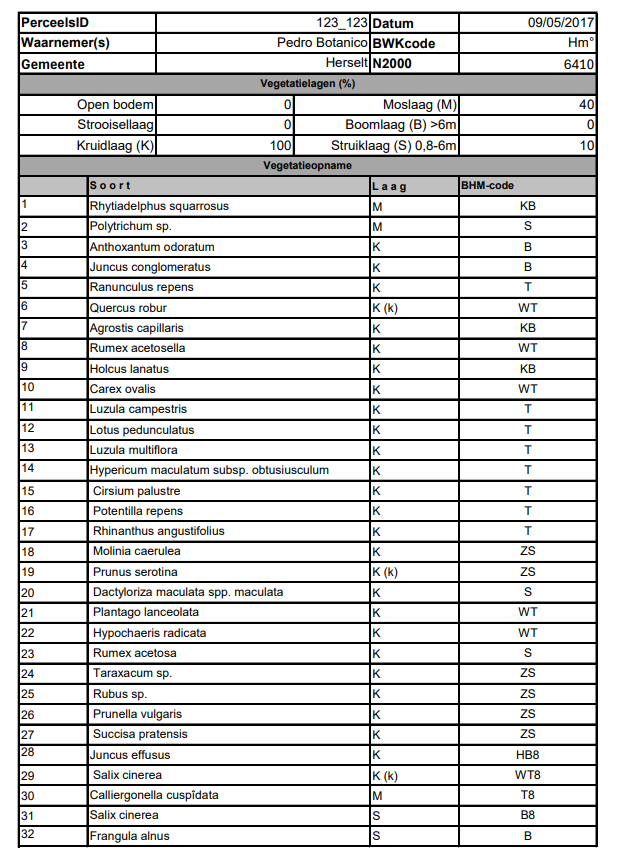 PerceelsID 123_123 Datum 09/05/2017
Waarnemer(s) Pedro Botanico BWKcode Hm°
Gemeente Herselt N2000 6410
Vegetatielagen (%)
Open bodem 0 Moslaag (M) 40
Strooisellaag 0 Boomlaag (B) >6m 0
Kruidlaag (K) 100 Struiklaag (S) 0,8-6m 10
Vegetatieopname
Soort Laag BHM-code
1 Rhytiadelphus squarrosus M KB
2 Polytrichum sp. M S
3 Anthoxantum odoratum K B
4 Juncus conglomeratus K B
5 Ranunculus repens K T
6 Quercus robur K (k) WT
7 Agrostis capillaris K KB
8 Rumex acetosella K WT
9 Holcus lanatus K KB
10 Carex ovalis K WT
11 Luzula campestris K T
12 Lotus pedunculatus K T
13 Luzula multiflora K T
14 Hypericum maculatum subsp. obtusiusculum K T
15 Cirsium palustre K T
16 Potentilla repens K T
17 Rhinanthus angustifolius K T
18 Molinia caerulea K ZS
19 Prunus serotina K (k) ZS
20 Dactyloriza maculata spp. maculata K S
21 Plantago lanceolata K WT
22 Hypochaeris radicata K WT
23 Rumex acetosa K S
24 Taraxacum sp. K ZS
25 Rubus sp. K ZS
26 Prunella vulgaris K ZS
27 Succisa pratensis K ZS
28 Juncus effusus K HB8
29 Salix cinerea K (k) WT8
30 Calliergonella cuspîdata M T8
31 Salix cinerea S B8
32 Frangula alnus S B